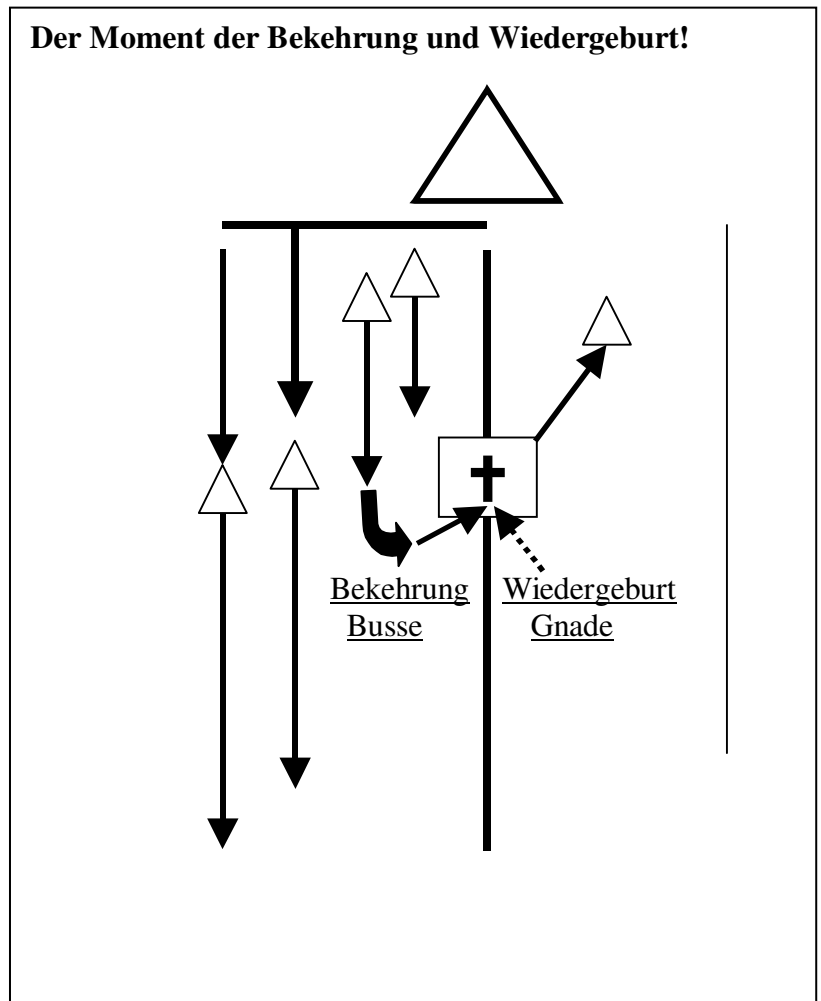 Der Moment der Bekehrung und Wiedergeburt!
Bekehrung Wiedergeburt
Busse Gnade